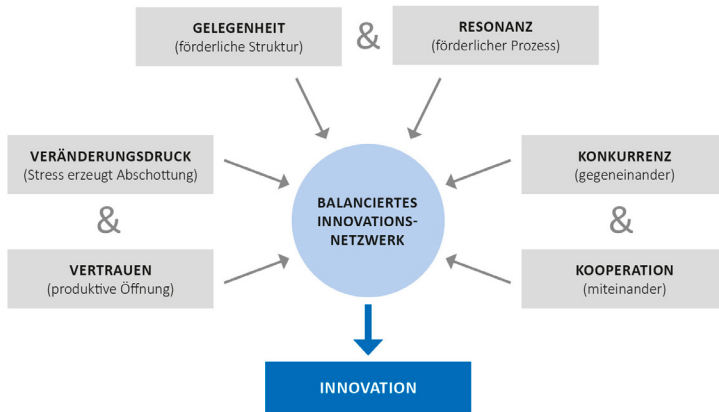 GELEGENHEIT
(förderliche Struktur)
&
RESONANZ
(förderlicher Prozess)
VERÄNDERUNGSDRUCK
(Stress erzeugt Abschottung)
&
VERTRAUEN
(produktive Öffnung)
BALANCIERTES
INNOVATIONS-
NETZWERK
KONKURRENZ
(gegeneinander)
&
KOOPERATION
(miteinander)
INNOVATION